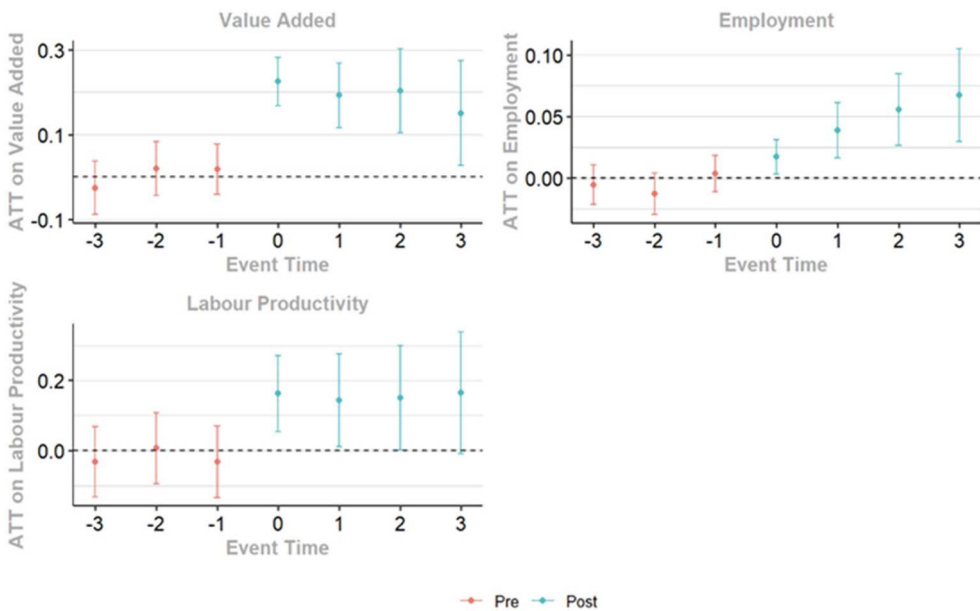 Value Added
ATT on Value Added
0.3
0.1
-0.1
-3 -2 -1 0 1 2 3
Event Time
Employment
ATT on Employment
0.10
0.05
0.00
-3 -2 -1 0 1 2 3
Event Time
Labour Productivity
ATT on Labour Productivity
0.2
0.0
-3 -2 -1 0 1 2 3
Event Time
Pre Post